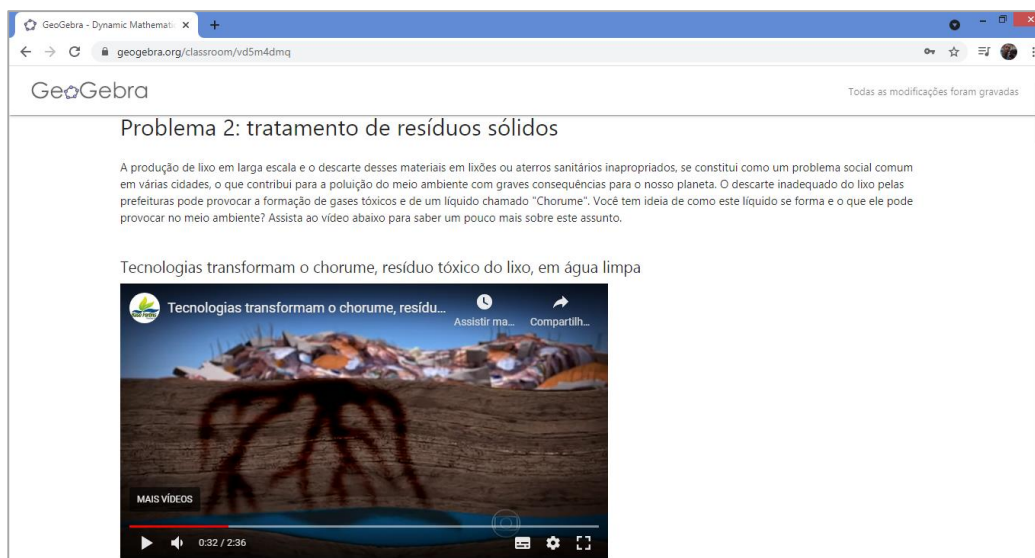 GeoGebra - Dynamic Mathemati
geogebra.org/classroom/vd5m4dmq
GeoGebra
Todas as modificações foram gravadas
Problema 2: tratamento de resíduos sólidos
A produção de lixo em larga escala e o descarte desses materiais em lixões ou aterros sanitários inapropriados, se constitui como um problema social comum
em várias cidades, o que contribui para a poluição do meio ambiente com graves consequências para o nosso planeta. O descarte inadequado do lixo pelas
prefeituras pode provocar a formação de gases tóxicos e de um líquido chamado "Chorume". Você tem ideia de como este líquido se forma e o que ele pode
provocar no meio ambiente? Assista ao vídeo abaixo para saber um pouco mais sobre este assunto.
Tecnologias transformam o chorume, resíduo tóxico do lixo, em água limpa
Tecnologias transformam o chorume, resídu...
Assistir ma...
Compartilh...
MAIS VÍDEOS
0:32 / 2:36